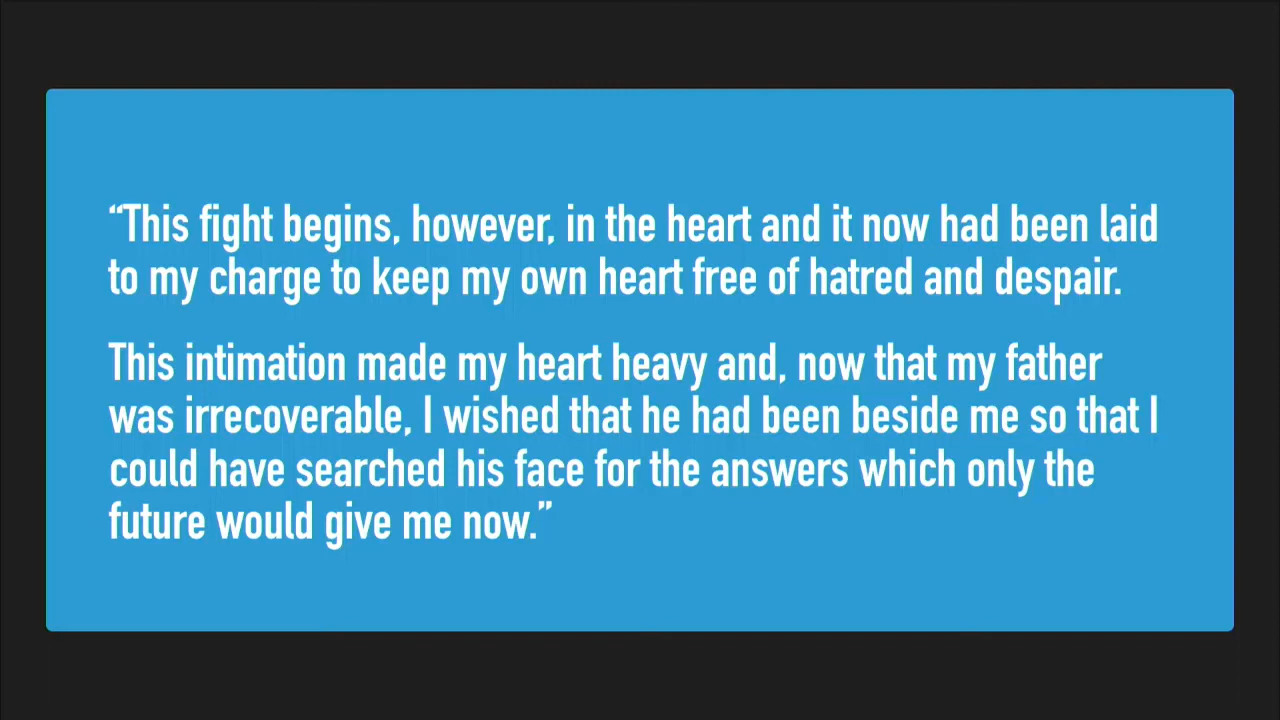 “This fight begins, however, in the heart and it now had been laid
to my charge to keep my own heart free of hatred and despair.
This intimation made my heart heavy and, now that my father
was irrecoverable, I wished that he had been beside me so that I
could have searched his face for the answers which only the
future would give me now.”